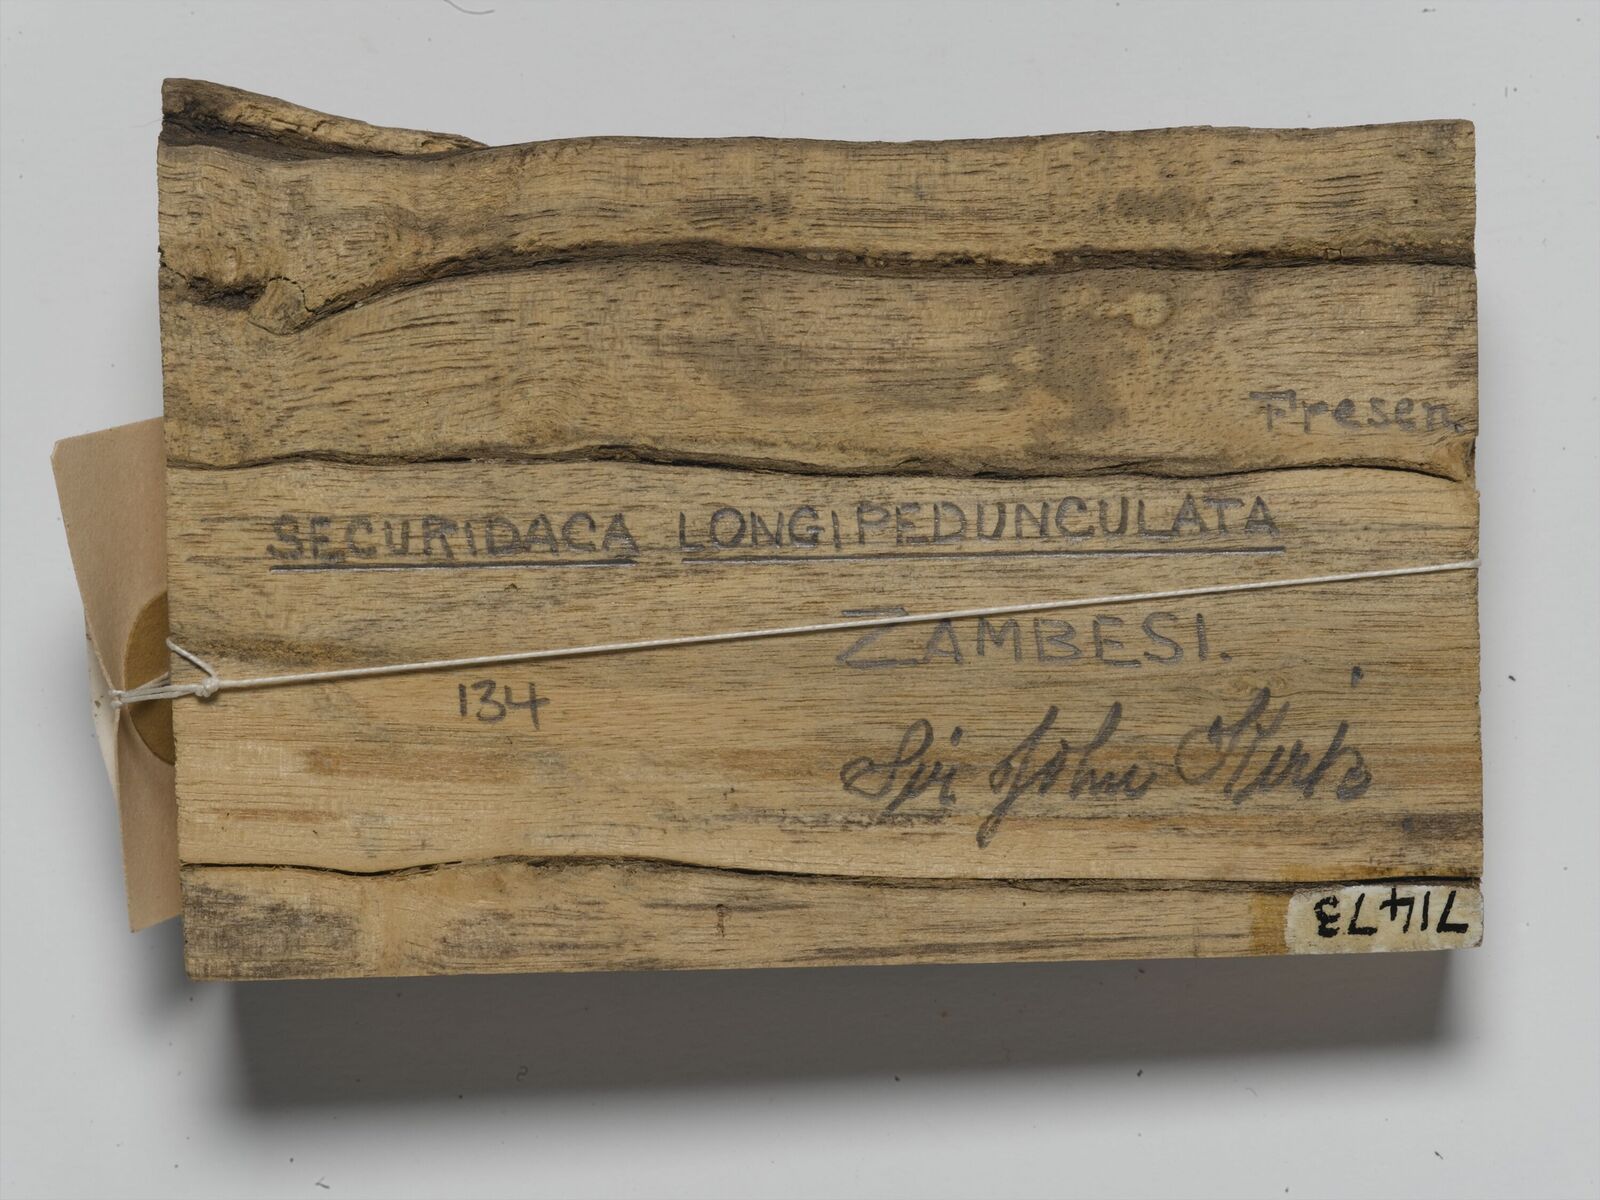 Fresen.
SECURIDACA LONGIPEDUNCULATA
ZAMBESI.
134
Sir John Kirk
71473